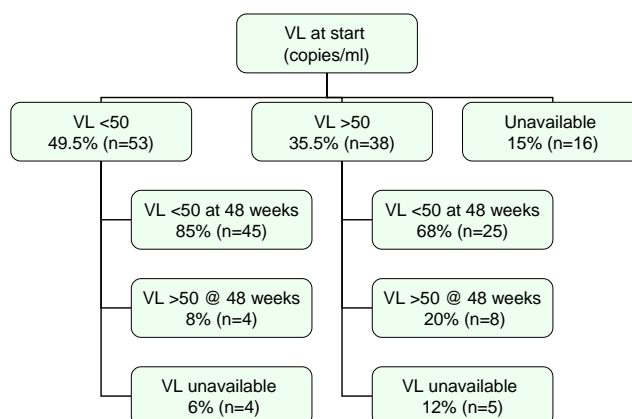 VL at start
(copies/ml)
VL <50
49.5% (n=53)
VL >50
35.5% (n=38)
Unavailable
15% (n=16)
VL <50 at 48 weeks
85% (n=45)
VL <50 at 48 weeks
68% (n=25)
VL >50 @ 48 weeks
8% (n=4)
VL >50 @ 48 weeks
20% (n=8)
VL unavailable
6% (n=4)
VL unavailable
12% (n=5)